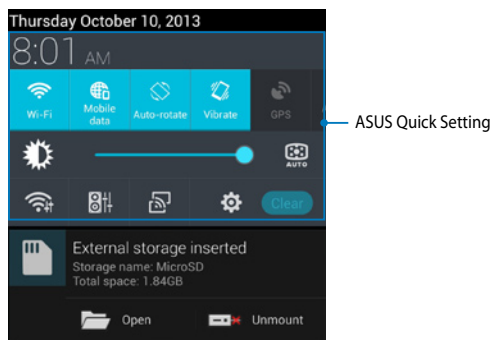 Thursday October 10, 2013
8:01 AM
Wi-Fi Mobile data Auto-rotate Vibrate GPS
ASUS Quick Setting
AUTO
Clear
External storage inserted
Storage name: MicroSD
Total space: 1.84GB
Open Unmount